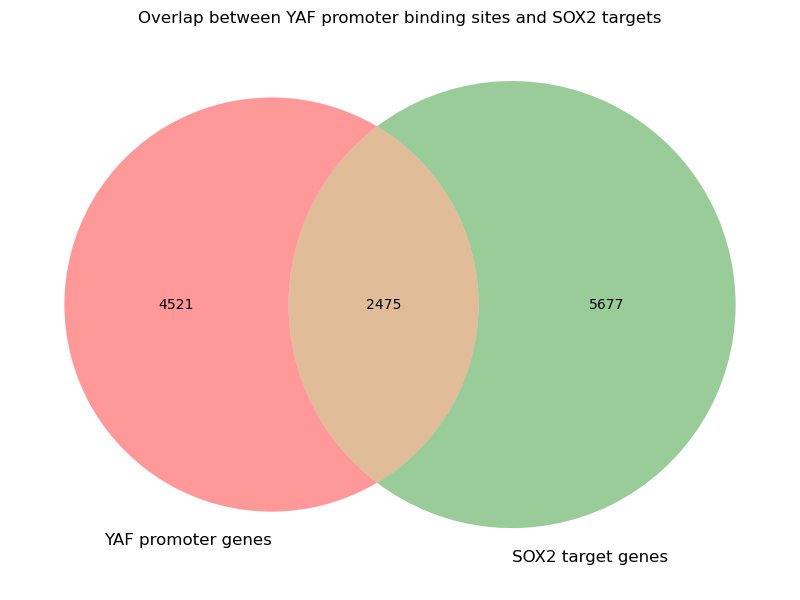 Overlap between YAF promoter binding sites and SOX2 targets
4521
2475
5677
YAF promoter genes
SOX2 target genes